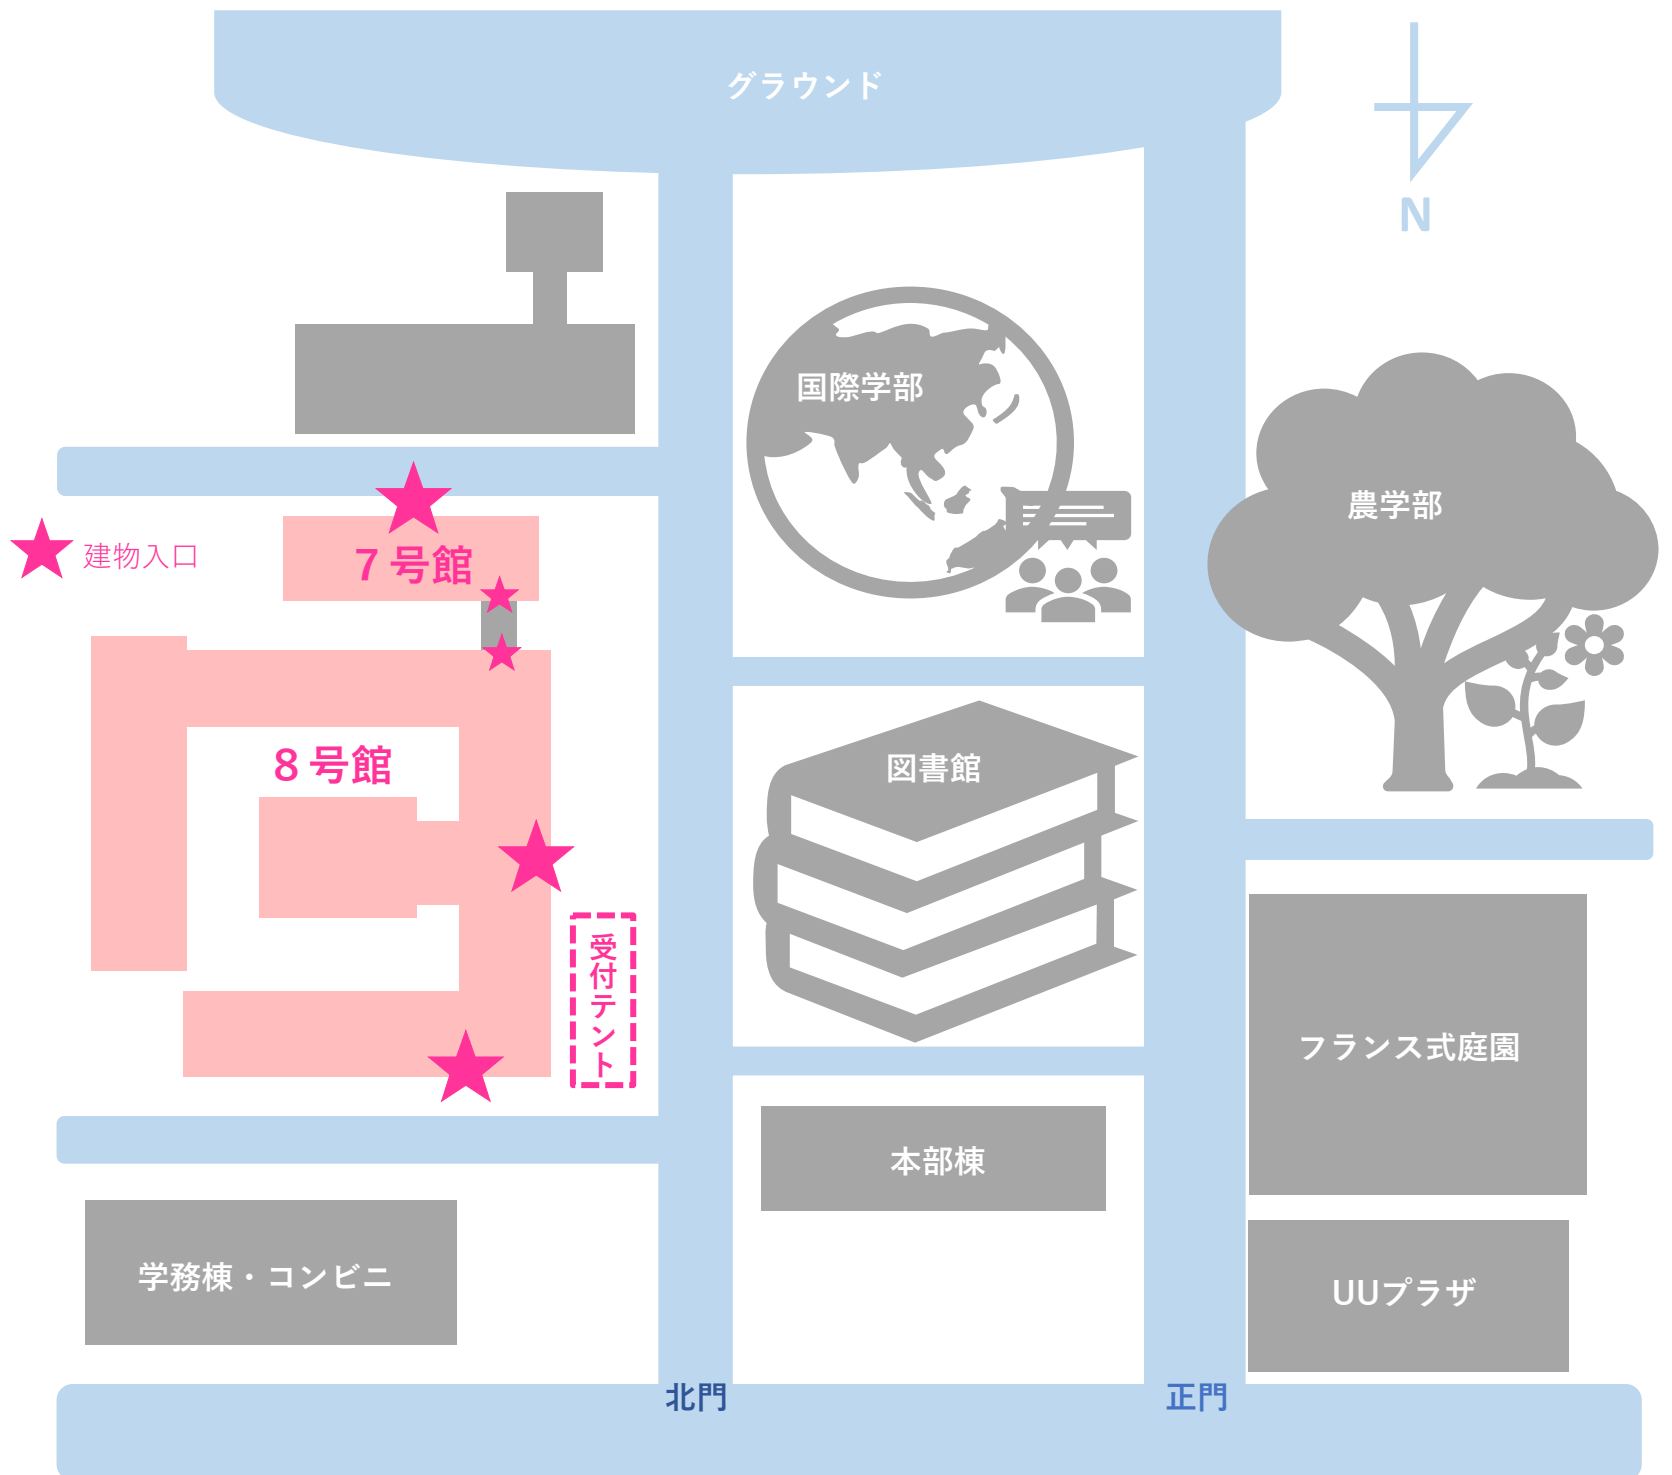 グラウンド
N
国際学部
農学部
建物入口
７号館
８号館
図書館
受付テント
フランス式庭園
本部棟
学務棟・コンビニ
UUプラザ
北門
正門